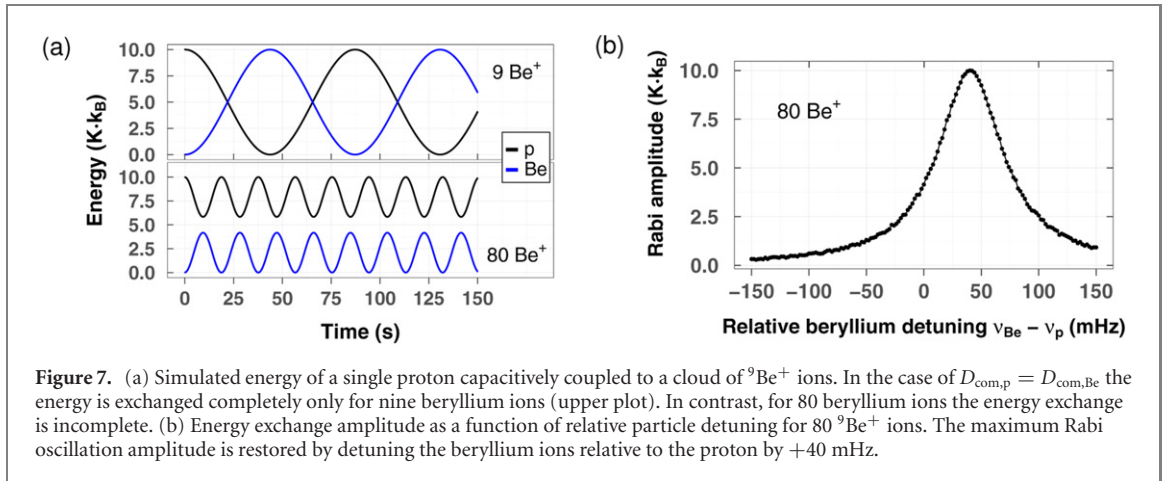 (a)
Energy (K·k_B)
10.0
7.5
5.0
2.5
0.0
9 Be⁺
p
Be
10.0
7.5
5.0
2.5
0.0
80 Be⁺
0 25 50 75 100 125 150
Time (s)
(b)
Rabi amplitude (K·k_B)
10.0
7.5
5.0
2.5
0.0
80 Be⁺
−150 −100 −50 0 50 100 150
Relative beryllium detuning ν_Be − ν_p (mHz)
Figure 7. (a) Simulated energy of a single proton capacitively coupled to a cloud of ⁹Be⁺ ions. In the case of D_com,p = D_com,Be the
energy is exchanged completely only for nine beryllium ions (upper plot). In contrast, for 80 beryllium ions the energy exchange
is incomplete. (b) Energy exchange amplitude as a function of relative particle detuning for 80 ⁹Be⁺ ions. The maximum Rabi
oscillation amplitude is restored by detuning the beryllium ions relative to the proton by +40 mHz.